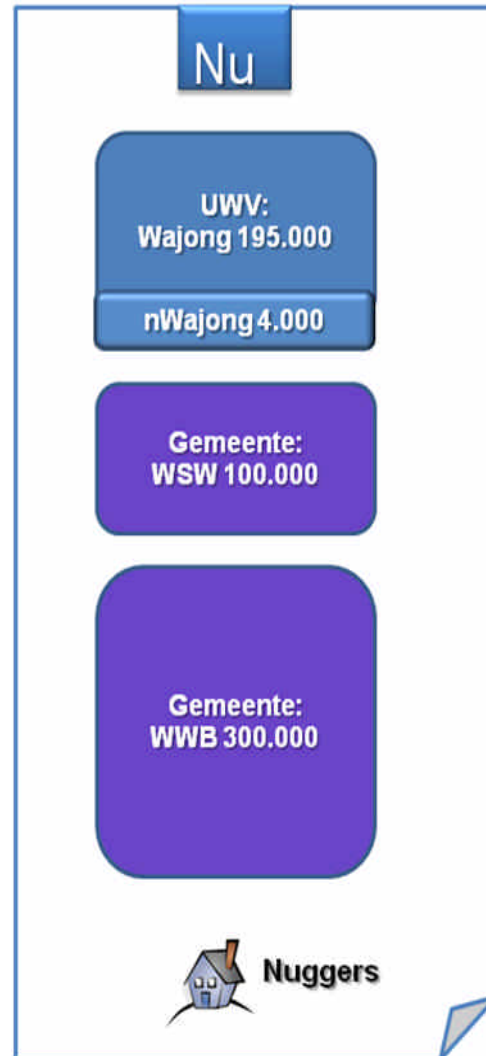 Nu
UWV:
Wajong 195.000
nWajong 4.000
Gemeente:
WSW 100.000
Gemeente:
WWB 300.000
Nuggers